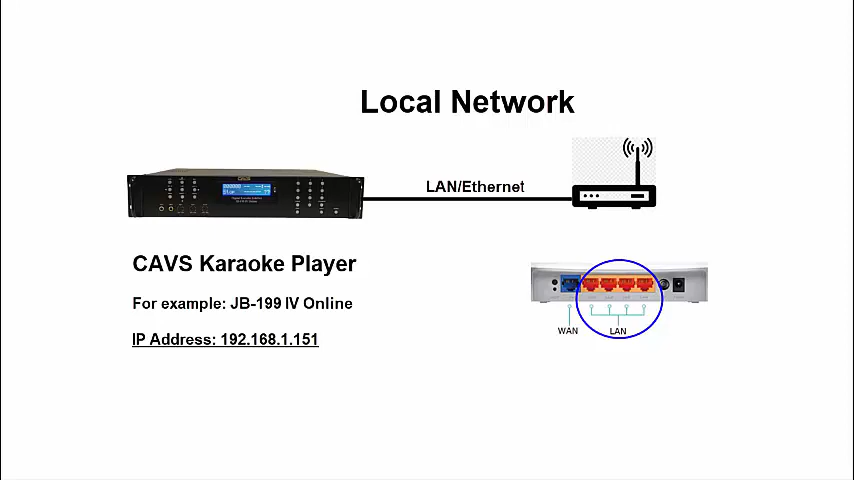 Local Network
LAN/Ethernet
CAVS Karaoke Player
For example: JB-199 IV Online
IP Address: 192.168.1.151
WAN
LAN